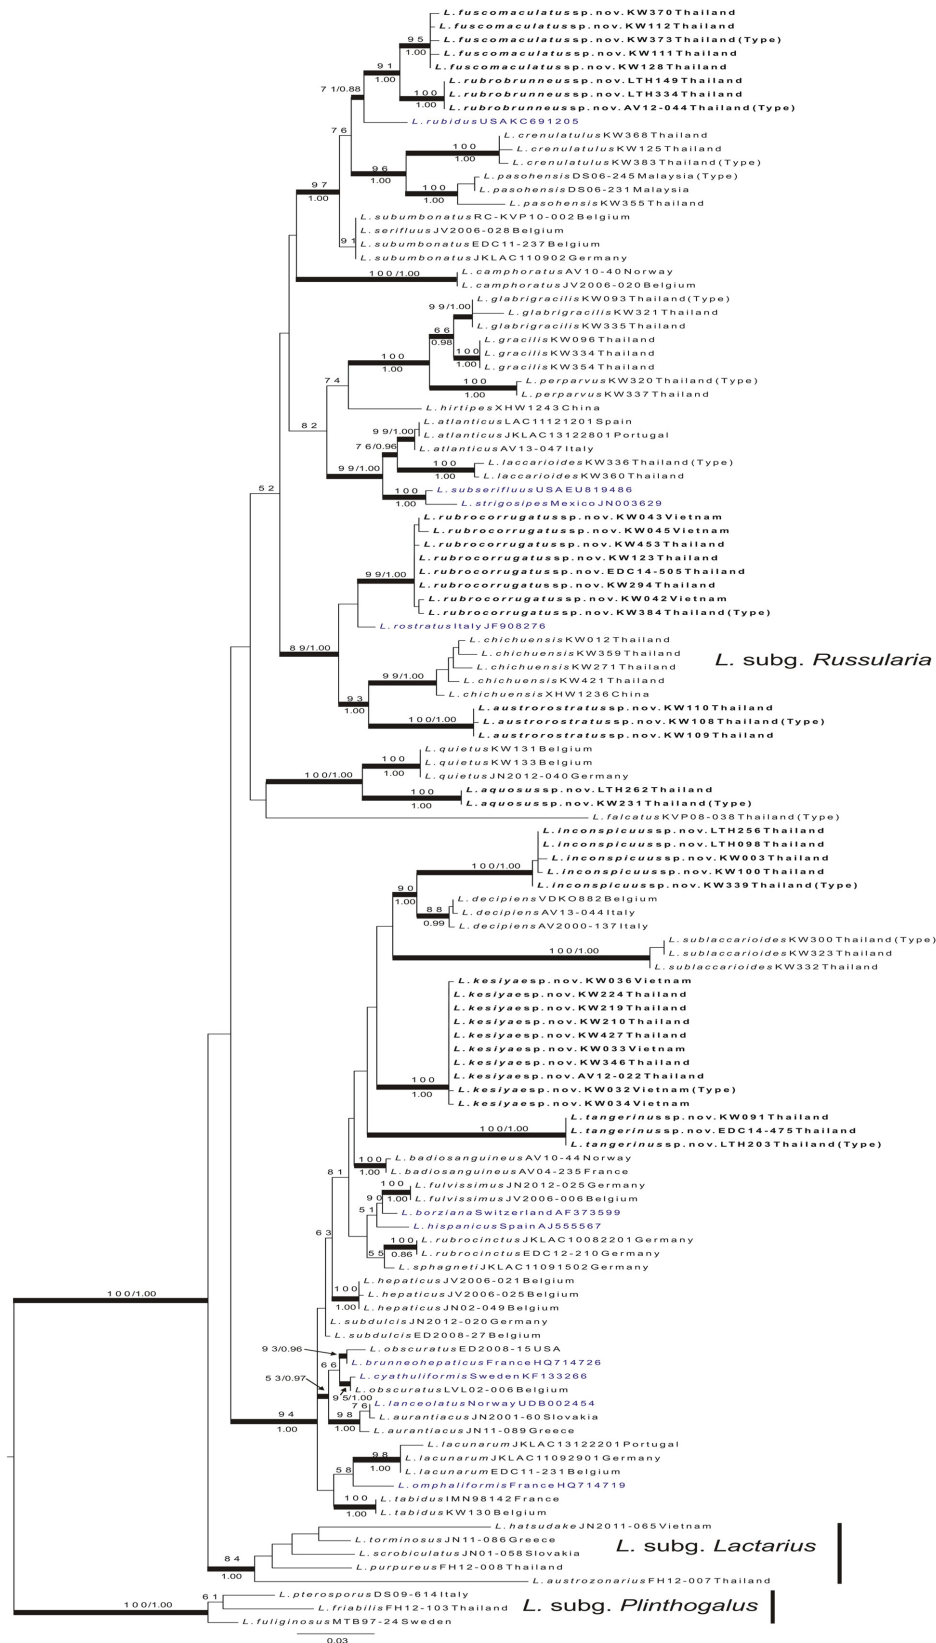 L. fuscomaculatus sp. nov. KW370 Thailand
L. fuscomaculatus sp. nov. KW112 Thailand
L. fuscomaculatus sp. nov. KW373 Thailand (Type)
95
L. fuscomaculatus sp. nov. KW111 Thailand
1.00
L. fuscomaculatus sp. nov. KW128 Thailand
91
1.00
L. rubrobrunneus sp. nov. LTH149 Thailand
71/0.88
100
L. rubrobrunneus sp. nov. LTH334 Thailand
1.00
L. rubrobrunneus sp. nov. AV12-044 Thailand (Type)
L. rubidus USA KC691205
76
L. crenulatulus KW368 Thailand
100
L. crenulatulus KW125 Thailand
1.00
L. crenulatulus KW383 Thailand (Type)
96
1.00
L. pasohensis DS06-245 Malaysia (Type)
97
100
L. pasohensis DS06-231 Malaysia
1.00
1.00
L. pasohensis KW355 Thailand
L. subumbonatus RC-KVP10-002 Belgium
L. serifluus JV2006-028 Belgium
91
L. subumbonatus EDC11-237 Belgium
L. subumbonatus JKLAC110902 Germany
100/1.00
L. camphoratus AV10-40 Norway
L. camphoratus JV2006-020 Belgium
L. glabrigracilis KW093 Thailand (Type)
99/1.00
L. glabrigracilis KW321 Thailand
66
L. glabrigracilis KW335 Thailand
0.98
L. gracilis KW096 Thailand
100
L. gracilis KW334 Thailand
100
1.00
1.00
L. gracilis KW354 Thailand
74
100
L. perparvus KW320 Thailand (Type)
1.00
L. perparvus KW337 Thailand
L. hirtipes XHW1243 China
82
L. atlanticus LAC11121201 Spain
99/1.00
L. atlanticus JKLAC13122801 Portugal
76/0.96
L. atlanticus AV13-047 Italy
99/1.00
100
L. laccarioides KW336 Thailand (Type)
1.00
L. laccarioides KW360 Thailand
100
L. subserifluus USA EU819486
1.00
L. strigosipes Mexico JN003629
52
L. rubrocorrugatus sp. nov. KW043 Vietnam
L. rubrocorrugatus sp. nov. KW045 Vietnam
L. rubrocorrugatus sp. nov. KW453 Thailand
L. rubrocorrugatus sp. nov. KW123 Thailand
99/1.00
L. rubrocorrugatus sp. nov. EDC14-505 Thailand
L. rubrocorrugatus sp. nov. KW294 Thailand
L. rubrocorrugatus sp. nov. KW042 Vietnam
L. rubrocorrugatus sp. nov. KW384 Thailand (Type)
L. rostratus Italy JF908276
89/1.00
L. chichuensis KW012 Thailand
L. chichuensis KW359 Thailand
L. subg. Russularia
L. chichuensis KW271 Thailand
99/1.00
L. chichuensis KW421 Thailand
93
L. chichuensis XHW1236 China
1.00
L. austrorostratus sp. nov. KW110 Thailand
100/1.00
L. austrorostratus sp. nov. KW108 Thailand (Type)
L. austrorostratus sp. nov. KW109 Thailand
L. quietus KW131 Belgium
100
L. quietus KW133 Belgium
1.00
L. quietus JN2012-040 Germany
100/1.00
100
L. aquosus sp. nov. LTH262 Thailand
1.00
L. aquosus sp. nov. KW231 Thailand (Type)
L. falcatus KVP08-038 Thailand (Type)
L. inconspicuus sp. nov. LTH256 Thailand
L. inconspicuus sp. nov. LTH098 Thailand
L. inconspicuus sp. nov. KW003 Thailand
100/1.00
L. inconspicuus sp. nov. KW100 Thailand
L. inconspicuus sp. nov. KW339 Thailand (Type)
90
1.00
L. decipiens VDKO882 Belgium
88
L. decipiens AV13-044 Italy
0.99
L. decipiens AV2000-137 Italy
L. sublaccarioides KW300 Thailand (Type)
100/1.00
L. sublaccarioides KW323 Thailand
L. sublaccarioides KW332 Thailand
L. kesiyae sp. nov. KW036 Vietnam
L. kesiyae sp. nov. KW224 Thailand
L. kesiyae sp. nov. KW219 Thailand
L. kesiyae sp. nov. KW210 Thailand
L. kesiyae sp. nov. KW427 Thailand
L. kesiyae sp. nov. KW033 Vietnam
L. kesiyae sp. nov. KW346 Thailand
100
L. kesiyae sp. nov. AV12-022 Thailand
1.00
L. kesiyae sp. nov. KW032 Vietnam (Type)
L. kesiyae sp. nov. KW034 Vietnam
L. tangerinus sp. nov. KW091 Thailand
100/1.00
L. tangerinus sp. nov. EDC14-475 Thailand
L. tangerinus sp. nov. LTH203 Thailand (Type)
100
L. badiosanguineus AV10-44 Norway
1.00
L. badiosanguineus AV04-235 France
81
100
L. fulvissimus JN2012-025 Germany
90
1.00
L. fulvissimus JV2006-006 Belgium
51
L. borziana Switzerland AF373599
L. hispanicus Spain AJ555567
63
100
L. rubrocinctus JKLAC10082201 Germany
55
0.86
L. rubrocinctus EDC12-210 Germany
L. sphagneti JKLAC11091502 Germany
L. hepaticus JV2006-021 Belgium
100
L. hepaticus JV2006-025 Belgium
1.00
L. hepaticus JN02-049 Belgium
100/1.00
L. subdulcis JN2012-020 Germany
L. subdulcis ED2008-27 Belgium
93/0.96
L. obscuratus ED2008-15 USA
L. brunneohepaticus France HQ714726
66
L. cyathuliformis Sweden KF133266
53/0.97
L. obscuratus LVL02-006 Belgium
95/1.00
76
L. lanceolatus Norway UDB002454
94
98
L. aurantiacus JN2001-60 Slovakia
1.00
1.00
L. aurantiacus JN11-089 Greece
L. lacunarum JKLAC13122201 Portugal
98
L. lacunarum JKLAC11092901 Germany
58
1.00
L. lacunarum EDC11-231 Belgium
L. omphaliformis France HQ714719
100
L. tabidus IMN98142 France
1.00
L. tabidus KW130 Belgium
L. hatsudake JN2011-065 Vietnam
L. torminosus JN11-086 Greece
L. subg. Lactarius
84
L. scrobiculatus JN01-058 Slovakia
1.00
L. purpureus FH12-008 Thailand
L. austrozonarius FH12-007 Thailand
61
L. pterosporus DS09-614 Italy
100/1.00
L. friabilis FH12-103 Thailand
L. subg. Plinthogalus
L. fuliginosus MTB97-24 Sweden
0.03